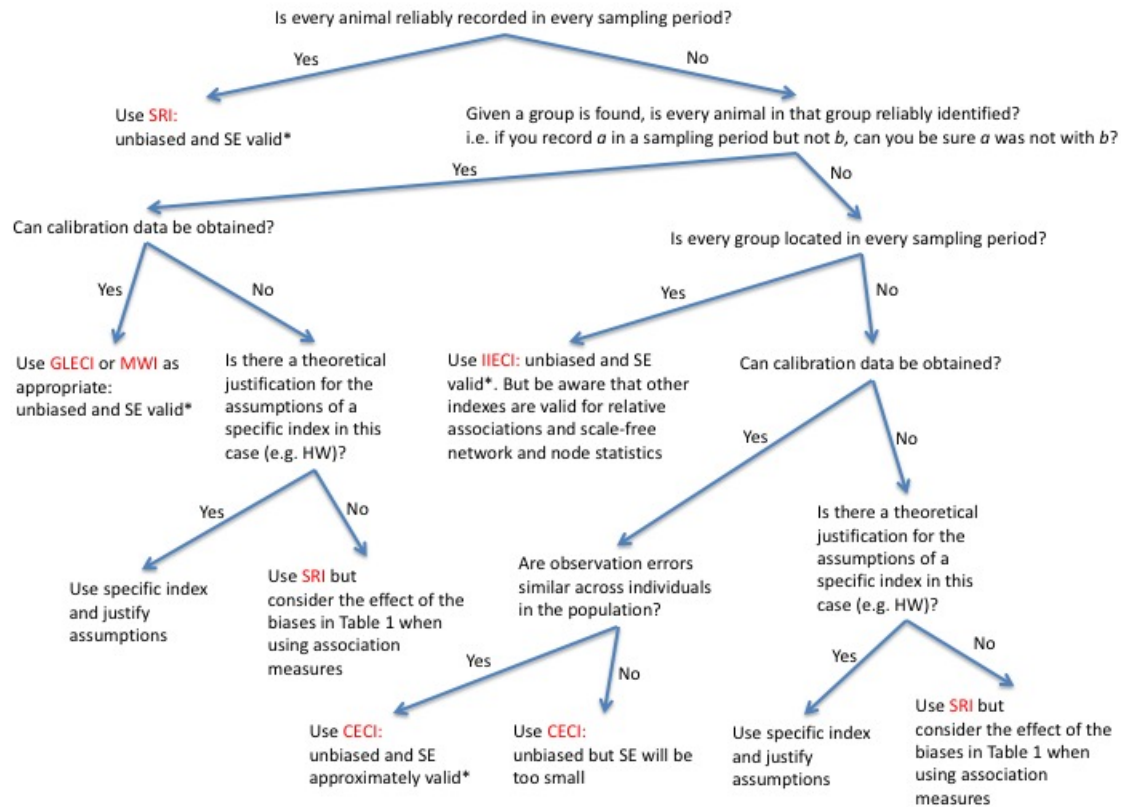 Is every animal reliably recorded in every sampling period?
Yes
No
Use SRI:
unbiased and SE valid*
Given a group is found, is every animal in that group reliably identified?
i.e. if you record a in a sampling period but not b, can you be sure a was not with b?
Yes
No
Can calibration data be obtained?
Is every group located in every sampling period?
Yes
No
Yes
No
Use GLECI or MWI as
appropriate:
unbiased and SE valid*
Is there a theoretical
justification for the
assumptions of a
specific index in this
case (e.g. HW)?
Use IIECI: unbiased and SE
valid*. But be aware that other
indexes are valid for relative
associations and scale-free
network and node statistics
Can calibration data be obtained?
Yes
No
Yes
No
Use specific index
and justify
assumptions
Use SRI but
consider the effect of the
biases in Table 1 when
using association
measures
Are observation errors
similar across individuals
in the population?
Is there a theoretical
justification for the
assumptions of a
specific index in this
case (e.g. HW)?
Yes
No
Yes
No
Use CECI:
unbiased and SE
approximately valid*
Use CECI:
unbiased but SE will be
too small
Use specific index
and justify
assumptions
Use SRI but
consider the effect of the
biases in Table 1 when
using association
measures